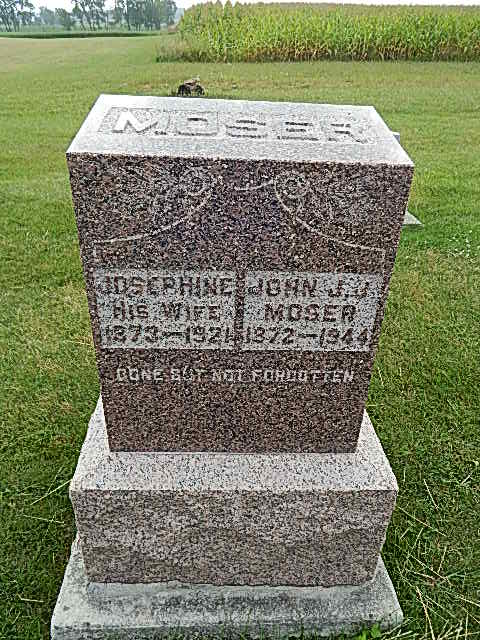 MOSER
JOSEPHINE
HIS WIFE
1873–1921
JOHN J.J.
MOSER
1872–1944
GONE BUT NOT FORGOTTEN